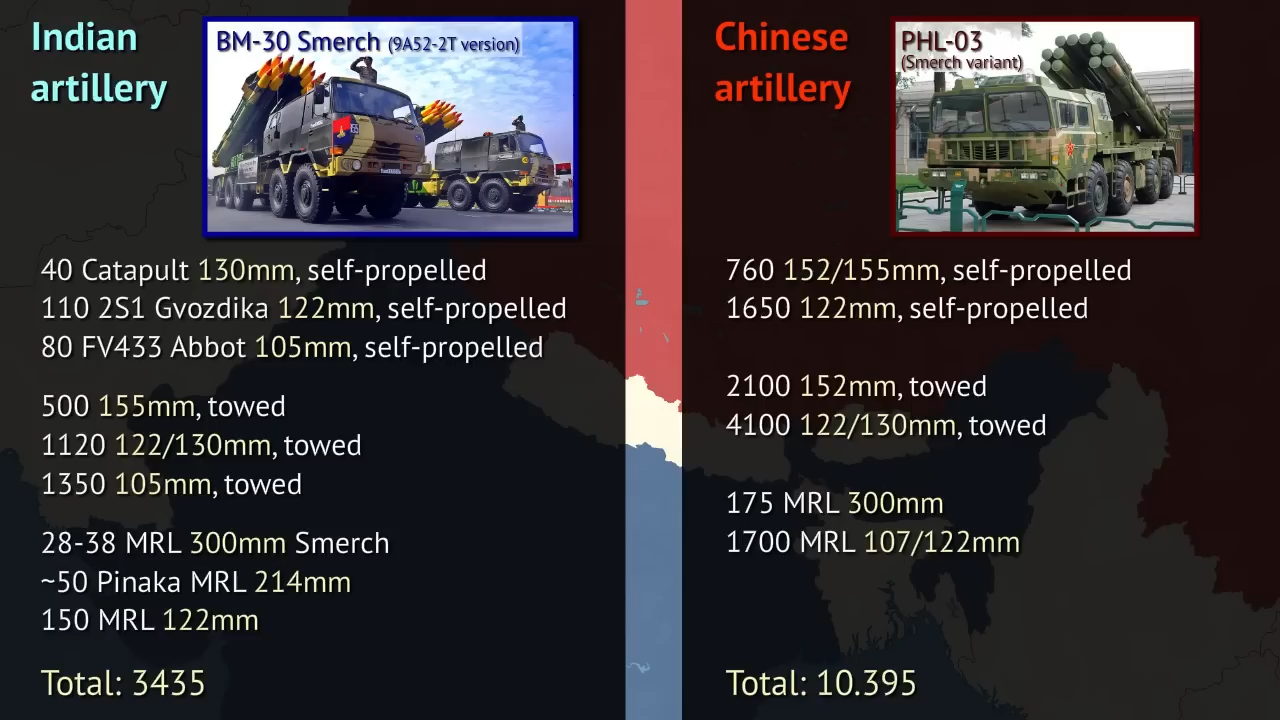 Indian
artillery
BM-30 Smerch (9A52-2T version)
40 Catapult 130mm, self-propelled
110 2S1 Gvozdika 122mm, self-propelled
80 FV433 Abbot 105mm, self-propelled
500 155mm, towed
1120 122/130mm, towed
1350 105mm, towed
28-38 MRL 300mm Smerch
~50 Pinaka MRL 214mm
150 MRL 122mm
Total: 3435
Chinese
artillery
PHL-03
(Smerch variant)
760 152/155mm, self-propelled
1650 122mm, self-propelled
2100 152mm, towed
4100 122/130mm, towed
175 MRL 300mm
1700 MRL 107/122mm
Total: 10.395